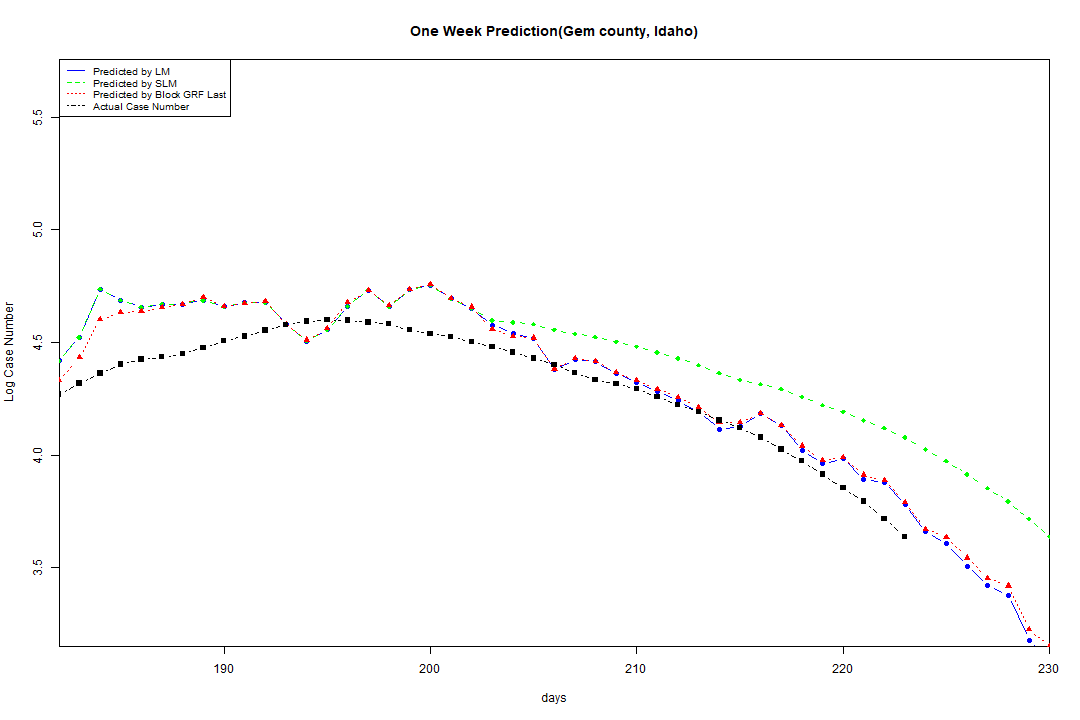 One Week Prediction(Gem county, Idaho)
Predicted by LM
Predicted by SLM
Predicted by Block GRF Last
Actual Case Number
5.5
5.0
4.5
4.0
3.5
Log Case Number
190
200
210
220
230
days